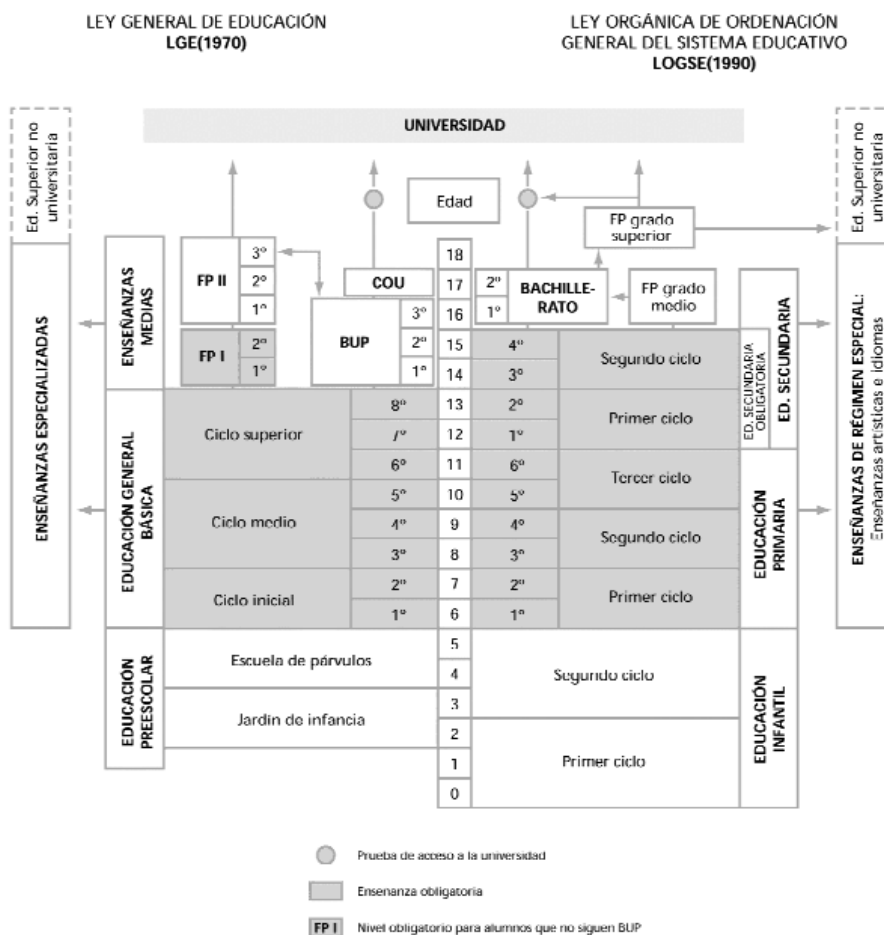 LEY GENERAL DE EDUCACIÓN
LGE(1970)
LEY ORGÁNICA DE ORDENACIÓN
GENERAL DEL SISTEMA EDUCATIVO
LOGSE(1990)
Ed. Superior no
universitaria
ENSEÑANZAS ESPECIALIZADAS
UNIVERSIDAD
Edad
ENSEÑANZAS
MEDIAS
FP II
3º
2º
1º
FP I
2º
1º
COU
BUP
3º
2º
1º
EDUCACIÓN GENERAL
BÁSICA
Ciclo superior
8º
7º
6º
Ciclo medio
5º
4º
3º
Ciclo inicial
2º
1º
EDUCACIÓN
PREESCOLAR
Escuela de párvulos
Jardín de infancia
18
17
16
15
14
13
12
11
10
9
8
7
6
5
4
3
2
1
0
FP grado
superior
2º
1º
BACHILLE-
RATO
FP grado
medio
4º
3º
Segundo ciclo
2º
1º
Primer ciclo
6º
5º
Tercer ciclo
4º
3º
Segundo ciclo
2º
1º
Primer ciclo
Segundo ciclo
Primer ciclo
ED. SECUNDARIA
OBLIGATORIA
ED. SECUNDARIA
EDUCACIÓN
PRIMARIA
EDUCACIÓN
INFANTIL
Ed. Superior no
universitaria
ENSEÑANZAS DE RÉGIMEN ESPECIAL:
Enseñanzas artísticas e idiomas
Prueba de acceso a la universidad
Ensenanza obligatoria
FP I
Nivel obligatorio para alumnos que no siguen BUP